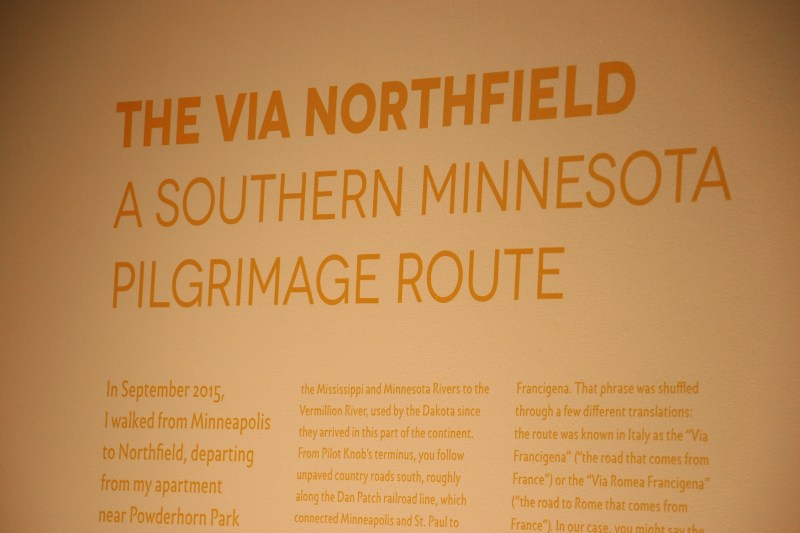 THE VIA NORTHFIELD
A SOUTHERN MINNESOTA
PILGRIMAGE ROUTE
In September 2015,
I walked from Minneapolis
to Northfield, departing
from my apartment
near Powderhorn Park
the Mississippi and Minnesota Rivers to the
Vermillion River, used by the Dakota since
they arrived in this part of the continent.
From Pilot Knob's terminus, you follow
unpaved country roads south, roughly
along the Dan Patch railroad line, which
connected Minneapolis and St. Paul to
Francigena. That phrase was shuffled
through a few different translations:
the route was known in Italy as the “Via
Francigena” (“the road that comes from
France”) or the “Via Romea Francigena”
(“the road to Rome that comes from
France”). In our case, you might say the